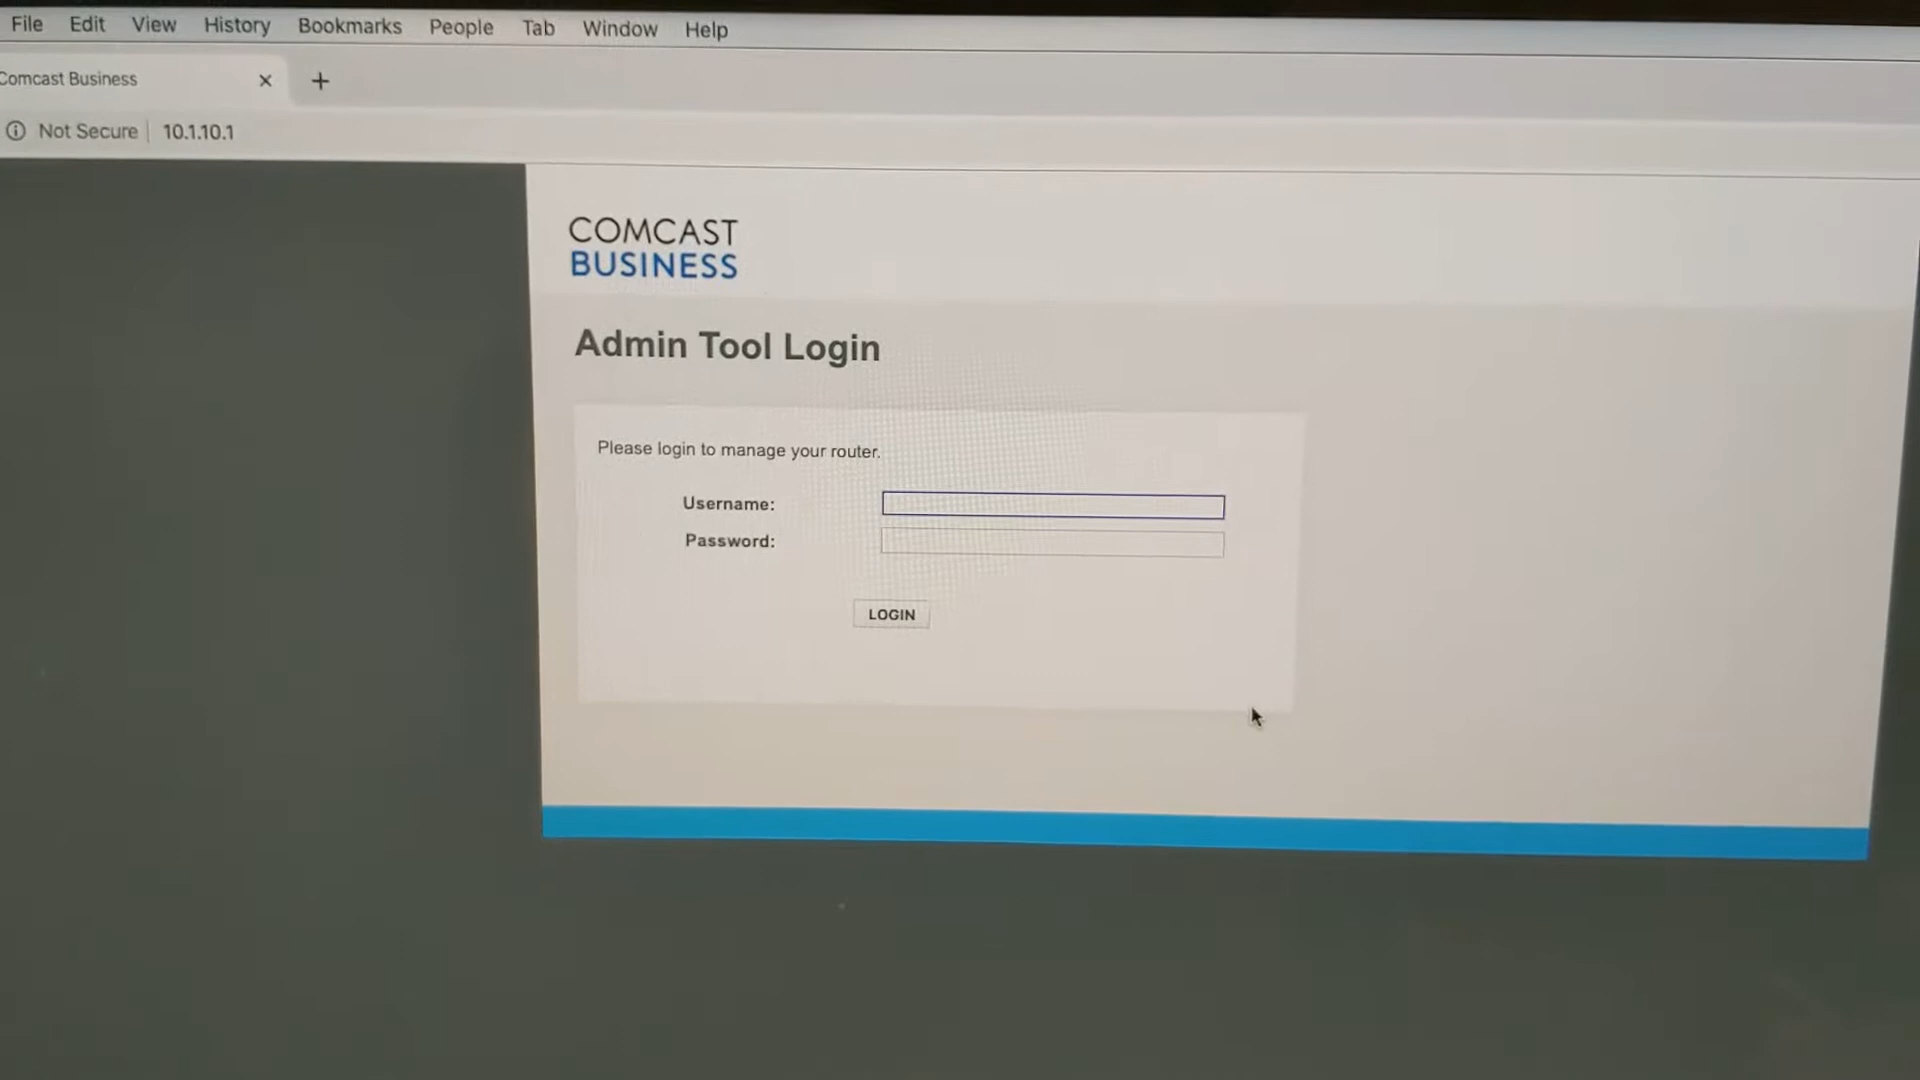 File Edit View History Bookmarks People Tab Window Help
Comcast Business
Not Secure 10.1.10.1
COMCAST
BUSINESS
Admin Tool Login
Please login to manage your router.
Username:
Password:
LOGIN